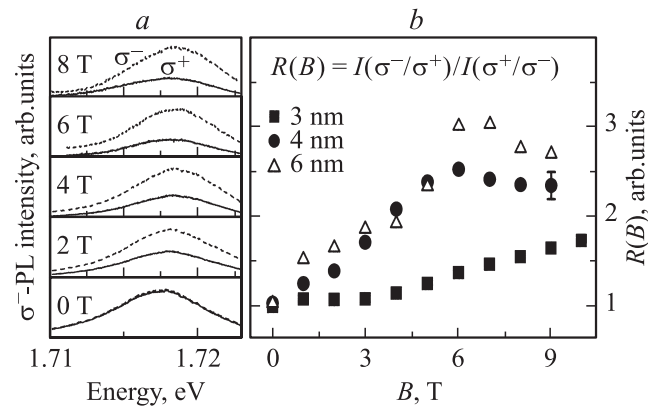 a
b
8 T
σ⁻
σ⁺
6 T
4 T
2 T
0 T
σ⁻-PL intensity, arb.units
1.71 1.72
Energy, eV
R(B) = I(σ⁻/σ⁺)/I(σ⁺/σ⁻)
3 nm
4 nm
6 nm
3
2
1
R(B), arb.units
0 3 6 9
B, T